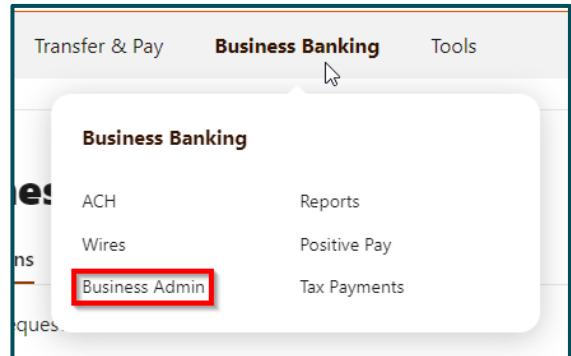 Transfer & Pay Business Banking Tools
Business Banking
ACH Reports
Wires Positive Pay
Business Admin Tax Payments